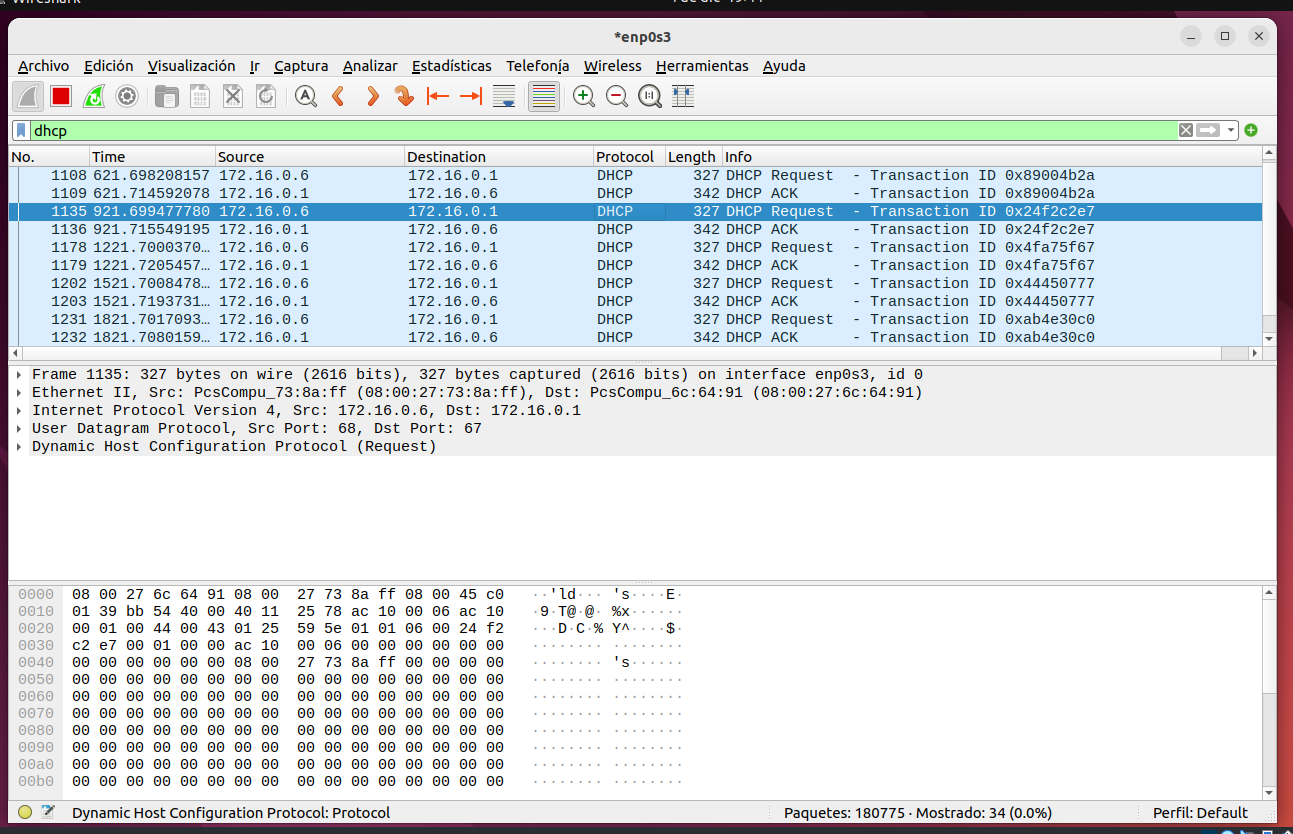 Wireshark
*enp0s3
Archivo Edición Visualización Ir Captura Analizar Estadísticas Telefonía Wireless Herramientas Ayuda
dhcp
No. Time Source Destination Protocol Length Info
1108 621.698208157 172.16.0.6 172.16.0.1 DHCP 327 DHCP Request - Transaction ID 0x89004b2a
1109 621.714592078 172.16.0.1 172.16.0.6 DHCP 342 DHCP ACK - Transaction ID 0x89004b2a
1135 921.699477780 172.16.0.6 172.16.0.1 DHCP 327 DHCP Request - Transaction ID 0x24f2c2e7
1136 921.715549195 172.16.0.1 172.16.0.6 DHCP 342 DHCP ACK - Transaction ID 0x24f2c2e7
1178 1221.7000370… 172.16.0.6 172.16.0.1 DHCP 327 DHCP Request - Transaction ID 0x4fa75f67
1179 1221.7205457… 172.16.0.1 172.16.0.6 DHCP 342 DHCP ACK - Transaction ID 0x4fa75f67
1202 1521.7008478… 172.16.0.6 172.16.0.1 DHCP 327 DHCP Request - Transaction ID 0x44450777
1203 1521.7193731… 172.16.0.1 172.16.0.6 DHCP 342 DHCP ACK - Transaction ID 0x44450777
1231 1821.7017093… 172.16.0.6 172.16.0.1 DHCP 327 DHCP Request - Transaction ID 0xab4e30c0
1232 1821.7080159… 172.16.0.1 172.16.0.6 DHCP 342 DHCP ACK - Transaction ID 0xab4e30c0
Frame 1135: 327 bytes on wire (2616 bits), 327 bytes captured (2616 bits) on interface enp0s3, id 0
Ethernet II, Src: PcsCompu_73:8a:ff (08:00:27:73:8a:ff), Dst: PcsCompu_6c:64:91 (08:00:27:6c:64:91)
Internet Protocol Version 4, Src: 172.16.0.6, Dst: 172.16.0.1
User Datagram Protocol, Src Port: 68, Dst Port: 67
Dynamic Host Configuration Protocol (Request)
0000 08 00 27 6c 64 91 08 00 27 73 8a ff 08 00 45 c0 ··'ld··· 's····E·
0010 01 39 bb 54 40 00 40 11 25 78 ac 10 00 06 ac 10 ·9·T@·@· %x······
0020 00 01 00 44 00 43 01 25 59 5e 01 01 06 00 24 f2 ···D·C·% Y^····$·
0030 c2 e7 00 01 00 00 ac 10 00 06 00 00 00 00 00 00 ········ ········
0040 00 00 00 00 00 00 08 00 27 73 8a ff 00 00 00 00 ········ 's······
0050 00 00 00 00 00 00 00 00 00 00 00 00 00 00 00 00 ········ ········
0060 00 00 00 00 00 00 00 00 00 00 00 00 00 00 00 00 ········ ········
0070 00 00 00 00 00 00 00 00 00 00 00 00 00 00 00 00 ········ ········
0080 00 00 00 00 00 00 00 00 00 00 00 00 00 00 00 00 ········ ········
0090 00 00 00 00 00 00 00 00 00 00 00 00 00 00 00 00 ········ ········
00a0 00 00 00 00 00 00 00 00 00 00 00 00 00 00 00 00 ········ ········
00b0 00 00 00 00 00 00 00 00 00 00 00 00 00 00 00 00 ········ ········
Dynamic Host Configuration Protocol: Protocol Paquetes: 180775 · Mostrado: 34 (0.0%) Perfil: Default